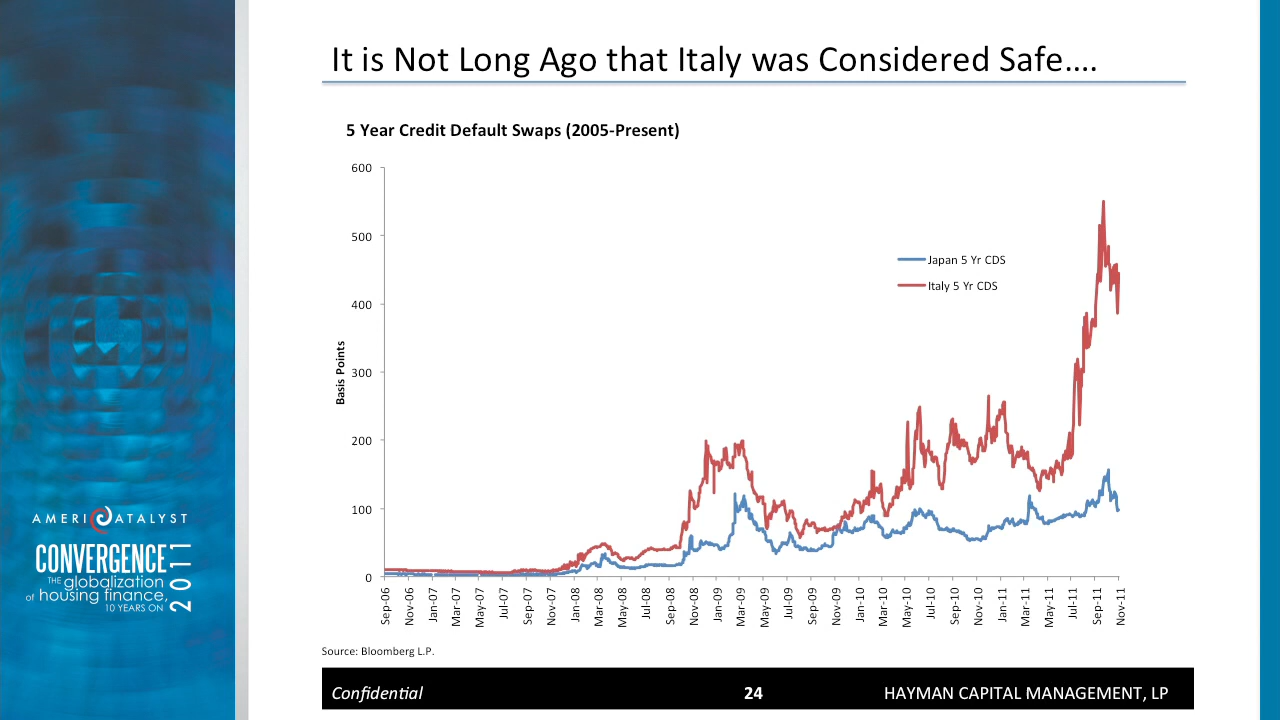 It is Not Long Ago that Italy was Considered Safe….
5 Year Credit Default Swaps (2005-Present)
600
500
400
300
200
100
0
Basis Points
Japan 5 Yr CDS
Italy 5 Yr CDS
Sep-06
Nov-06
Jan-07
Mar-07
May-07
Jul-07
Sep-07
Nov-07
Jan-08
Mar-08
May-08
Jul-08
Sep-08
Nov-08
Jan-09
Mar-09
May-09
Jul-09
Sep-09
Nov-09
Jan-10
Mar-10
May-10
Jul-10
Sep-10
Nov-10
Jan-11
Mar-11
May-11
Jul-11
Sep-11
Nov-11
Source: Bloomberg L.P.
Confidential
24
HAYMAN CAPITAL MANAGEMENT, LP
AMERICATALYST
CONVERGENCE
THE globalization
of housing finance,
10 YEARS ON
2011